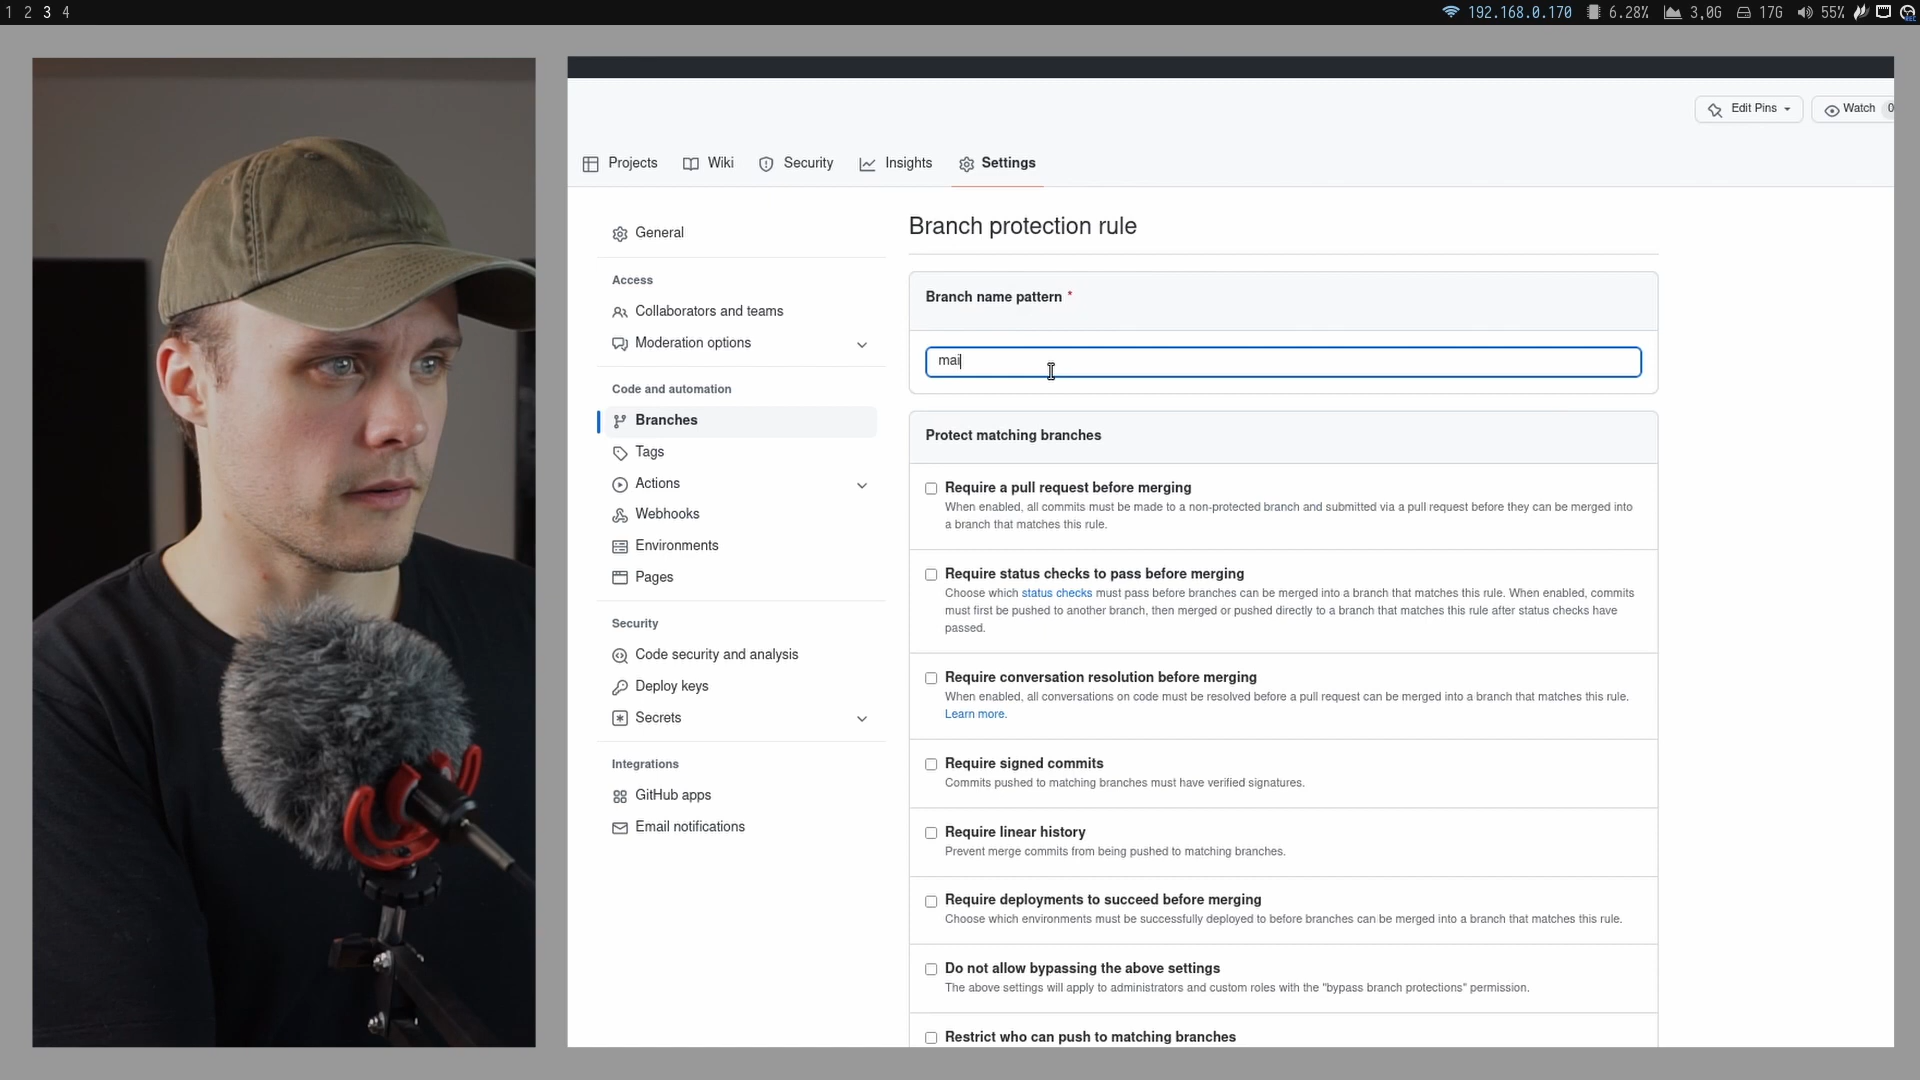 1 2 3 4
192.168.0.170 6.28% 3,0G 17G 55%
REC
Edit Pins
Watch 0
Projects
Wiki
Security
Insights
Settings
General
Access
Collaborators and teams
Moderation options
Code and automation
Branches
Tags
Actions
Webhooks
Environments
Pages
Security
Code security and analysis
Deploy keys
Secrets
Integrations
GitHub apps
Email notifications
Branch protection rule
Branch name pattern *
mai
Protect matching branches
Require a pull request before merging
When enabled, all commits must be made to a non-protected branch and submitted via a pull request before they can be merged into
a branch that matches this rule.
Require status checks to pass before merging
Choose which status checks must pass before branches can be merged into a branch that matches this rule. When enabled, commits
must first be pushed to another branch, then merged or pushed directly to a branch that matches this rule after status checks have
passed.
Require conversation resolution before merging
When enabled, all conversations on code must be resolved before a pull request can be merged into a branch that matches this rule.
Learn more.
Require signed commits
Commits pushed to matching branches must have verified signatures.
Require linear history
Prevent merge commits from being pushed to matching branches.
Require deployments to succeed before merging
Choose which environments must be successfully deployed to before branches can be merged into a branch that matches this rule.
Do not allow bypassing the above settings
The above settings will apply to administrators and custom roles with the "bypass branch protections" permission.
Restrict who can push to matching branches